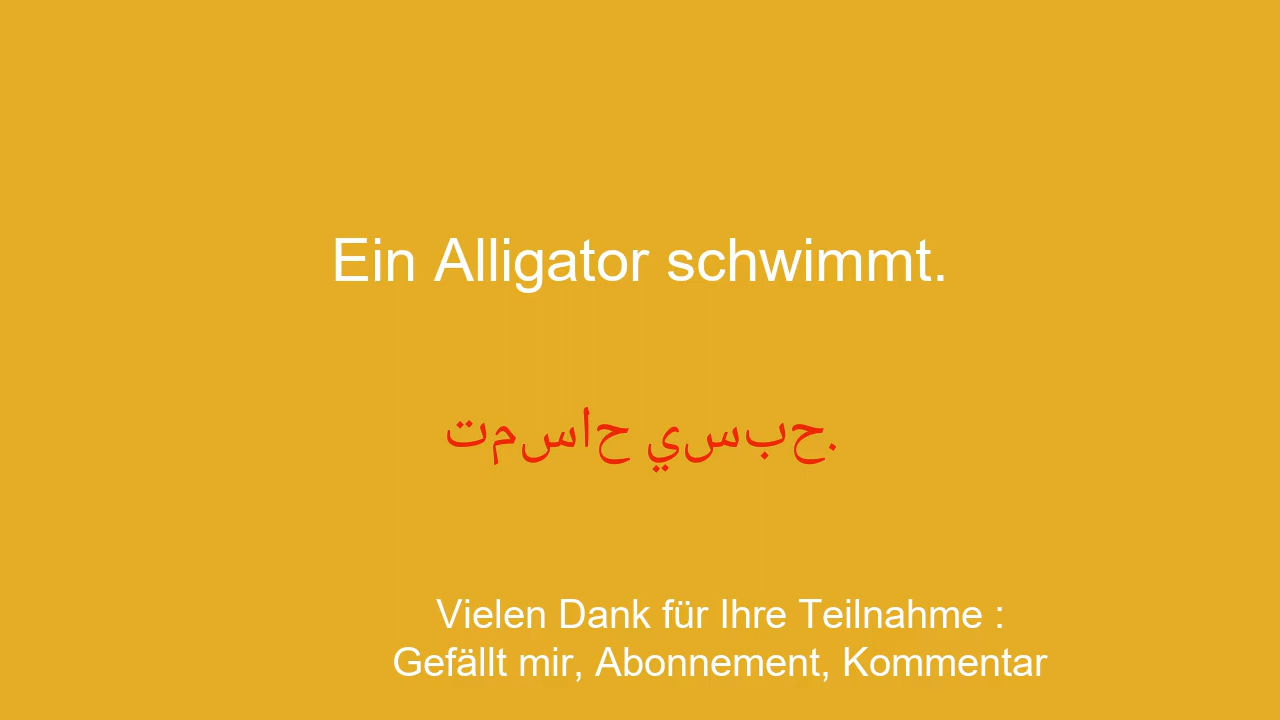 Ein Alligator schwimmt.
تمساح يسبح.
Vielen Dank für Ihre Teilnahme :
Gefällt mir, Abonnement, Kommentar